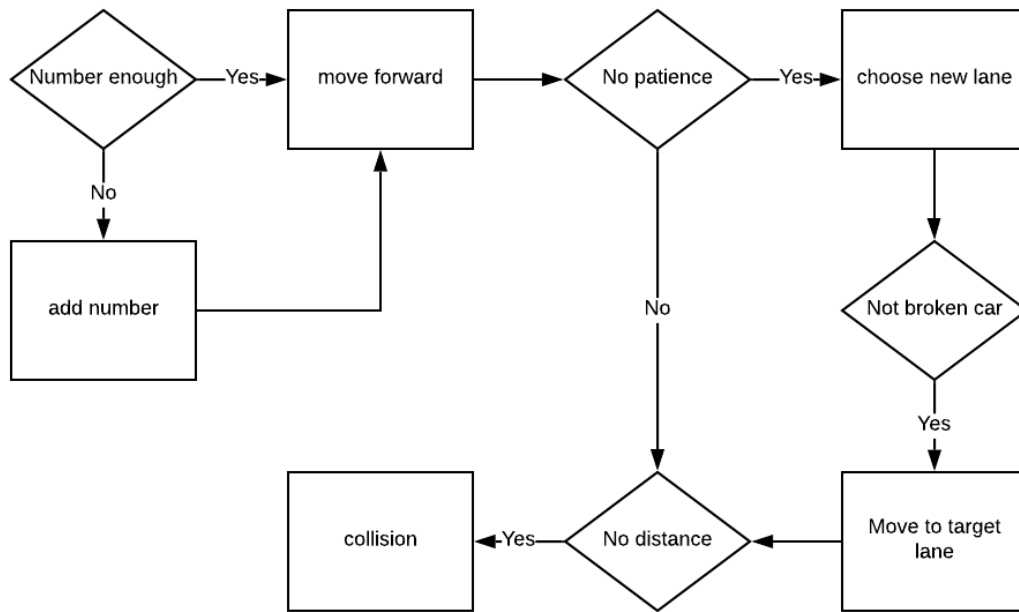 Number enough
Yes
move forward
No patience
Yes
choose new lane
No
add number
No
Not broken car
Yes
collision
Yes
No distance
Move to target
lane